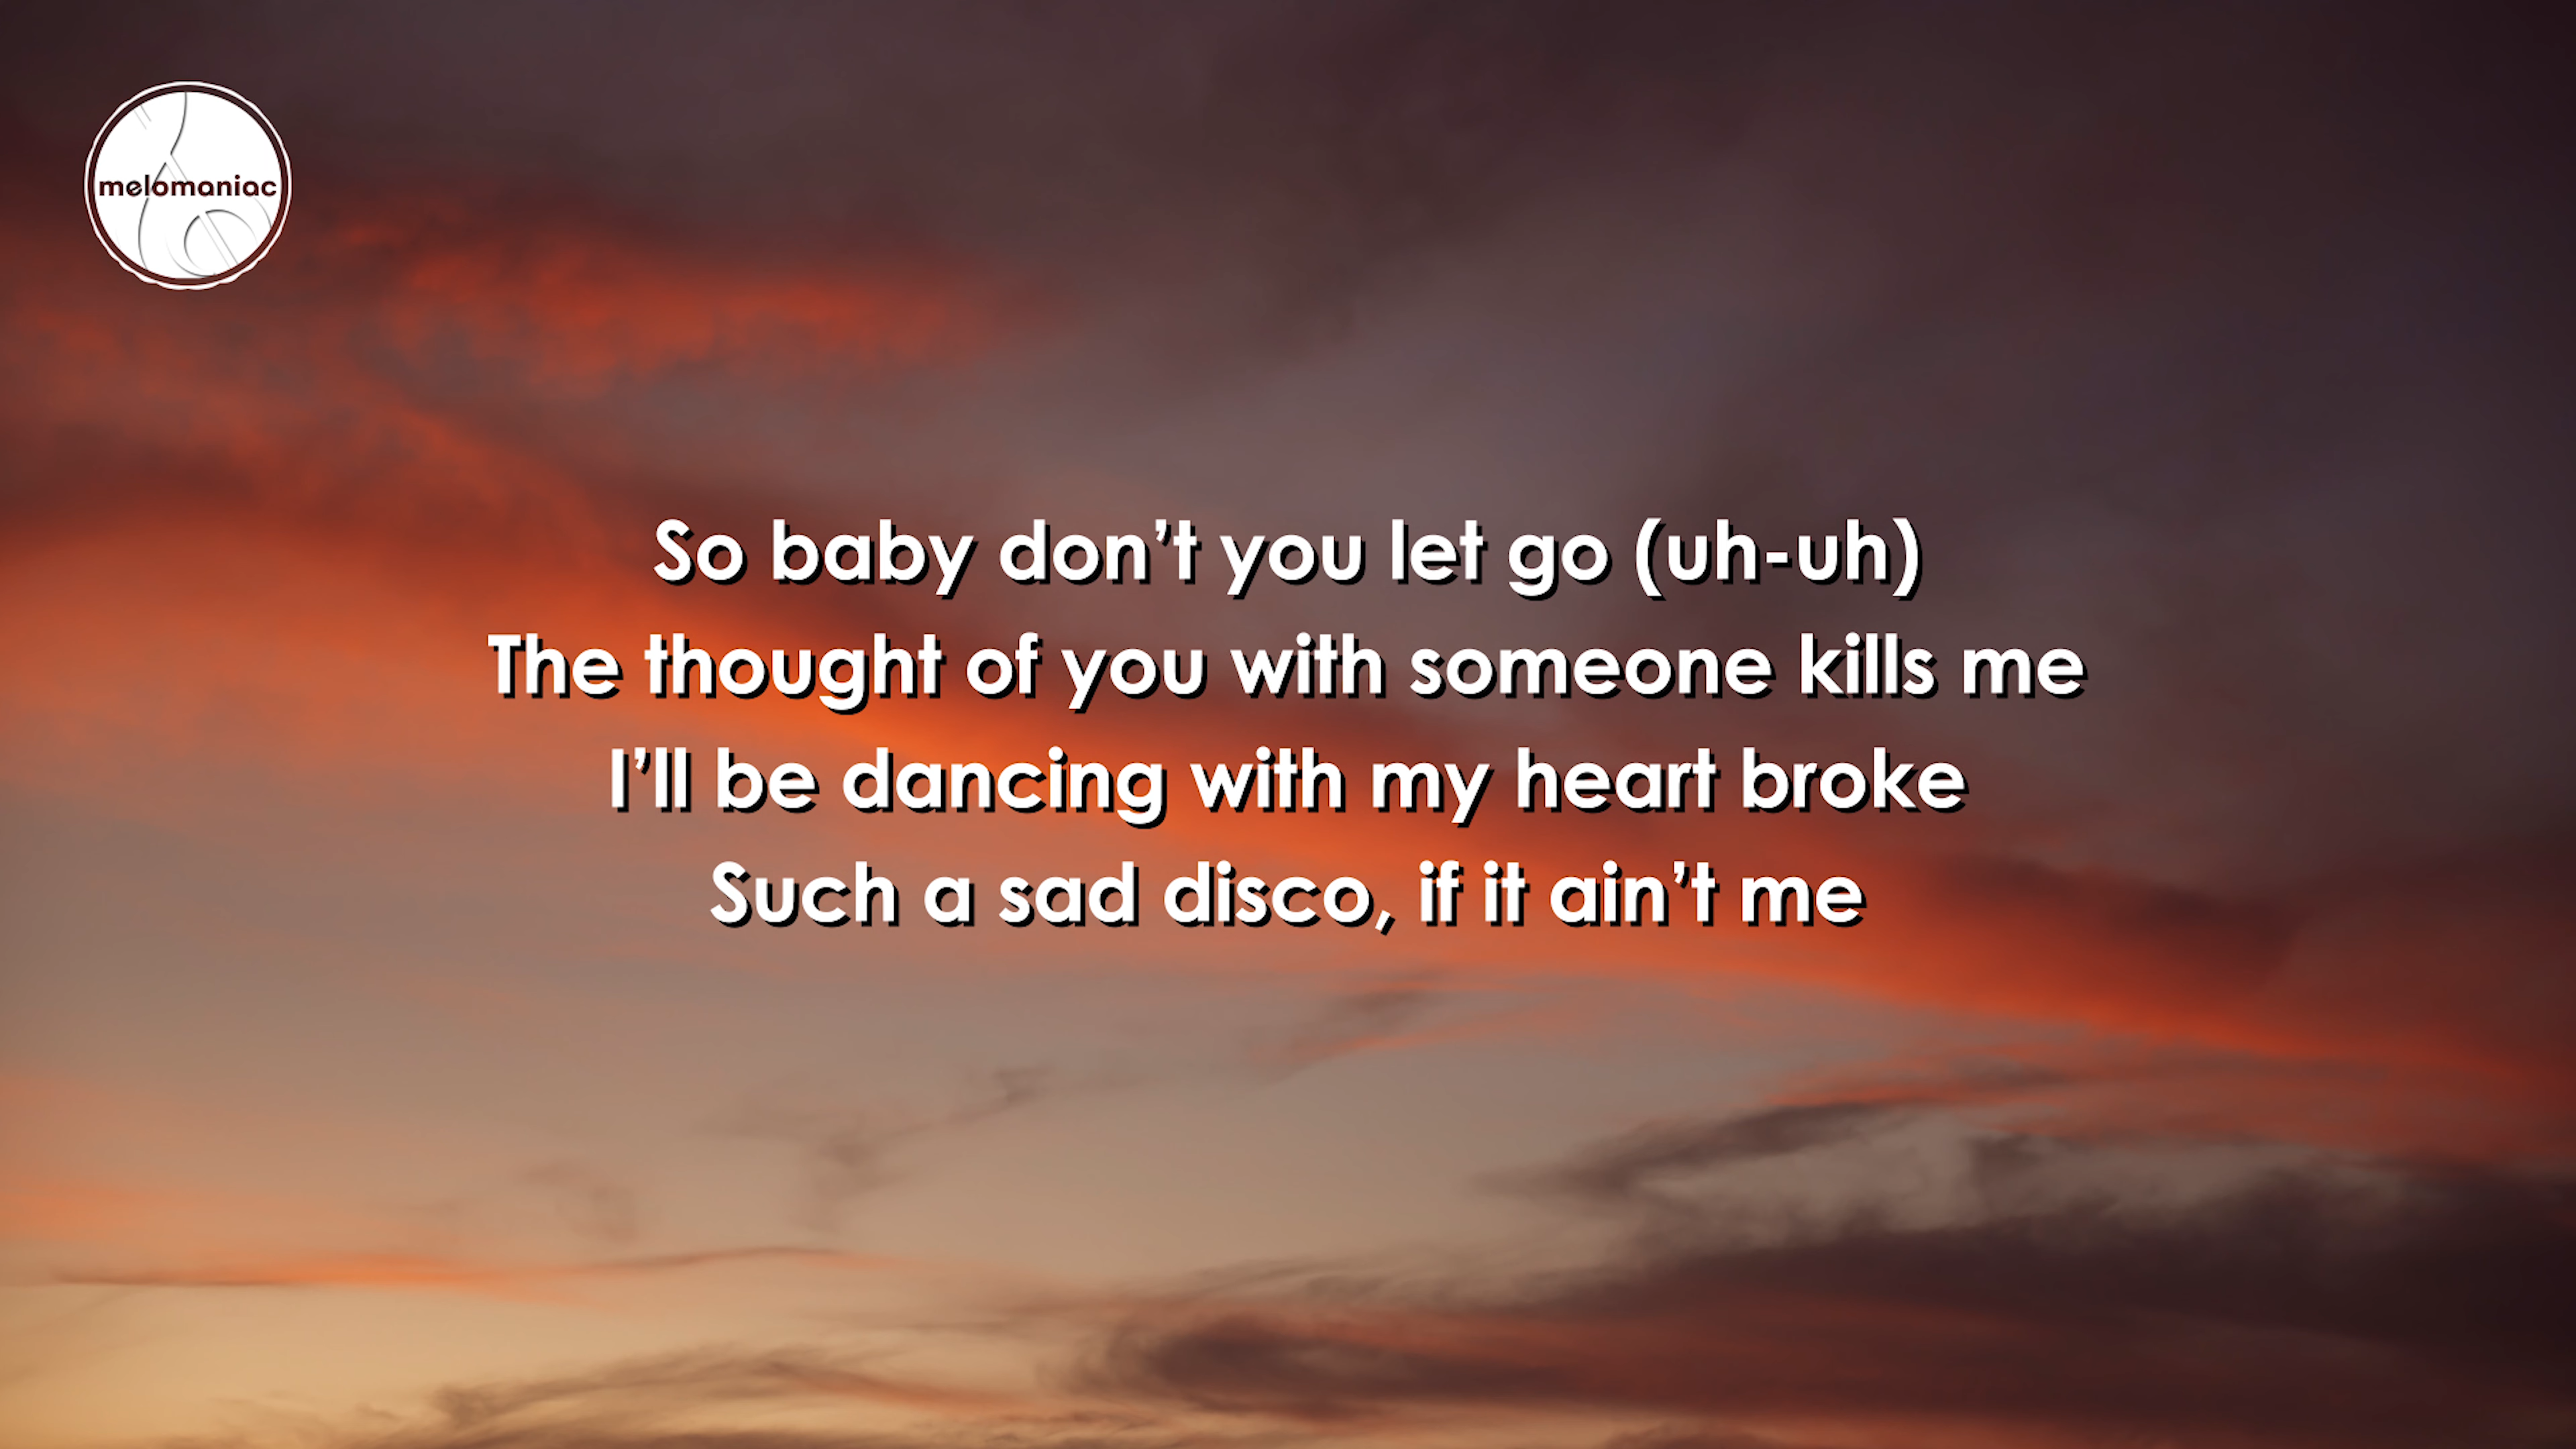 melomaniac
So baby don’t you let go (uh-uh)
The thought of you with someone kills me
I’ll be dancing with my heart broke
Such a sad disco, if it ain’t me